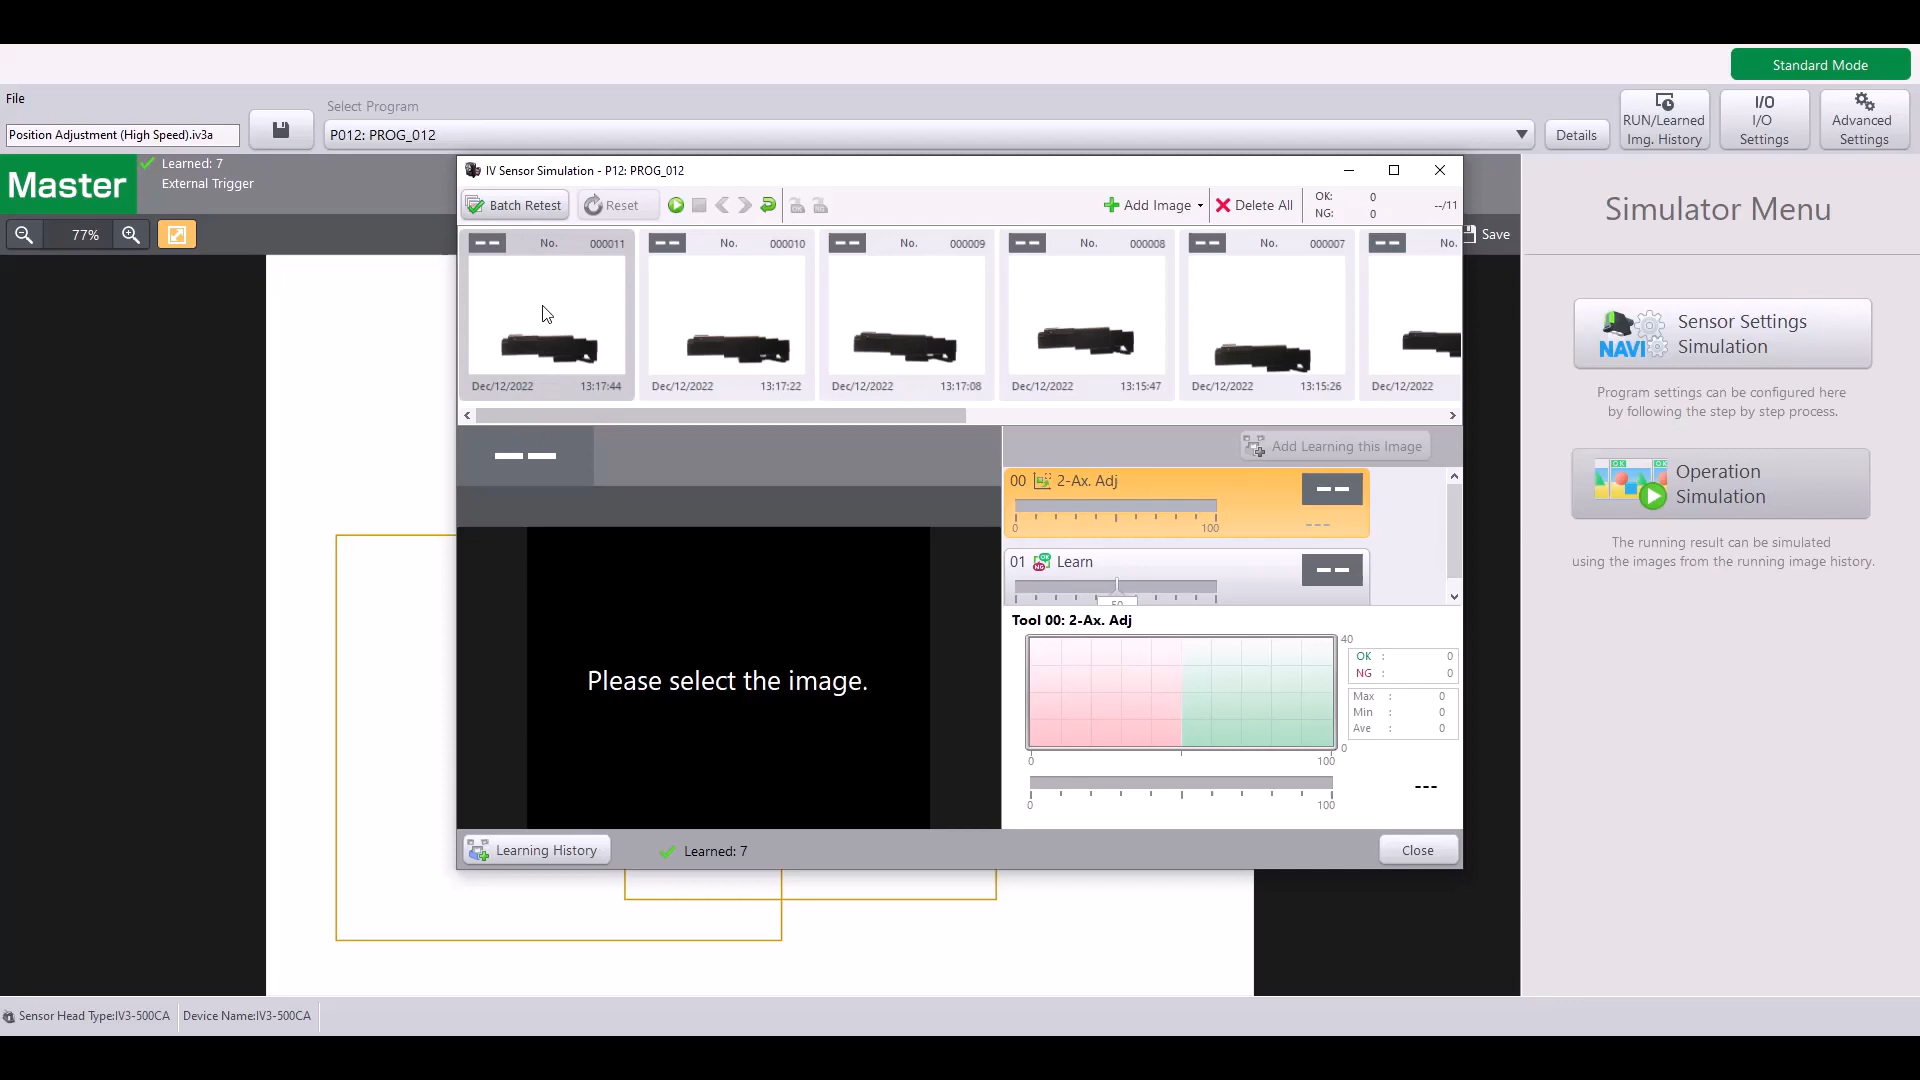 Standard Mode
File
Select Program
Position Adjustment (High Speed).iv3a
P012: PROG_012
Details
RUN/Learned
Img. History
I/O
I/O
Settings
Advanced
Settings
Master
Learned: 7
External Trigger
77%
Save
IV Sensor Simulation - P12: PROG_012
Batch Retest
Reset
Add Image
Delete All
OK: 0
NG: 0
--/11
No. 000011
No. 000010
No. 000009
No. 000008
No. 000007
No.
Dec/12/2022 13:17:44
Dec/12/2022 13:17:22
Dec/12/2022 13:17:08
Dec/12/2022 13:15:47
Dec/12/2022 13:15:26
Dec/12/2022
Add Learning this Image
00 2-Ax. Adj
0 100
---
01 Learn
50
Tool 00: 2-Ax. Adj
40
OK : 0
NG : 0
Max : 0
Min : 0
Ave : 0
0
0 100
---
0 100
Please select the image.
Learning History
Learned: 7
Close
Simulator Menu
NAVI
Sensor Settings
Simulation
Program settings can be configured here
by following the step by step process.
OK OK
Operation
Simulation
The running result can be simulated
using the images from the running image history.
Sensor Head Type:IV3-500CA
Device Name:IV3-500CA